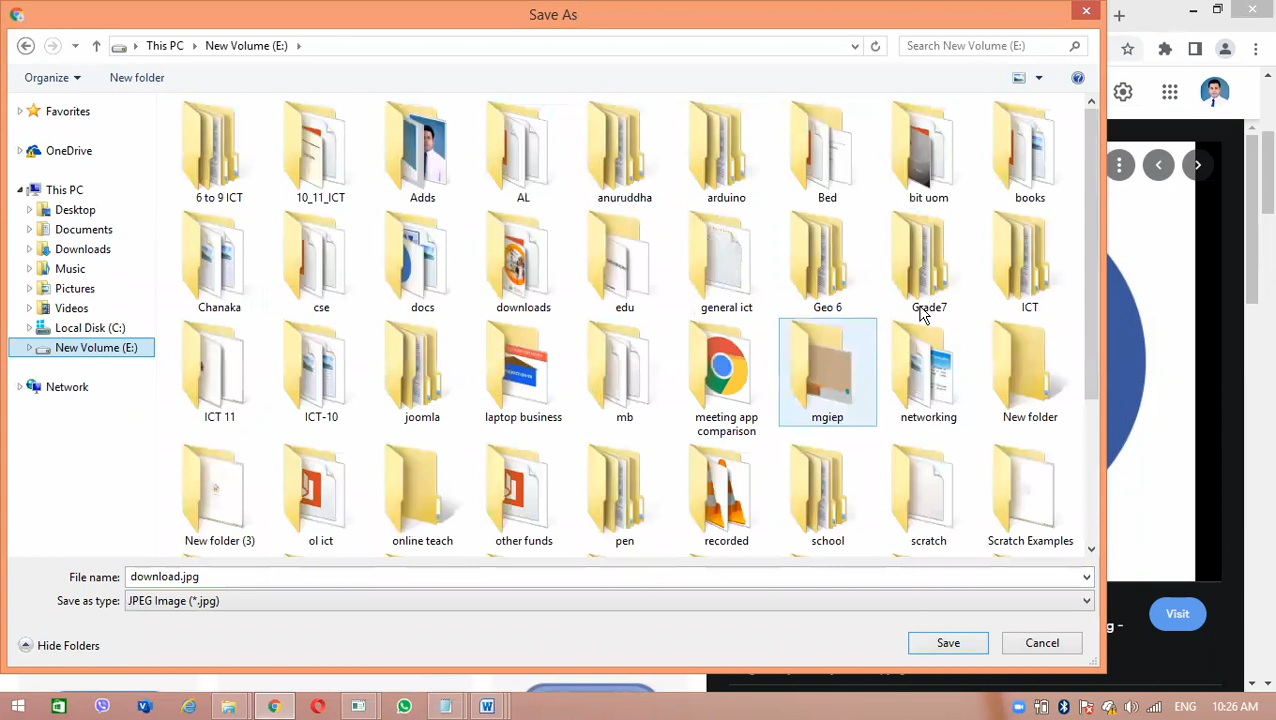 Save As
This PC
New Volume (E:)
Search New Volume (E:)
Organize
New folder
Favorites
OneDrive
This PC
Desktop
Documents
Downloads
Music
Pictures
Videos
Local Disk (C:)
New Volume (E:)
Network
6 to 9 ICT
10_11_ICT
Adds
AL
anuruddha
arduino
Bed
bit uom
books
Chanaka
cse
docs
downloads
edu
general ict
Geo 6
Grade7
ICT
ICT 11
ICT-10
joomla
laptop business
mb
meeting app
comparison
mgiep
networking
New folder
New folder (3)
ol ict
online teach
other funds
pen
recorded
school
scratch
Scratch Examples
File name:
download.jpg
Save as type:
JPEG Image (*.jpg)
Hide Folders
Save
Cancel
Visit
g -
ENG
10:26 AM